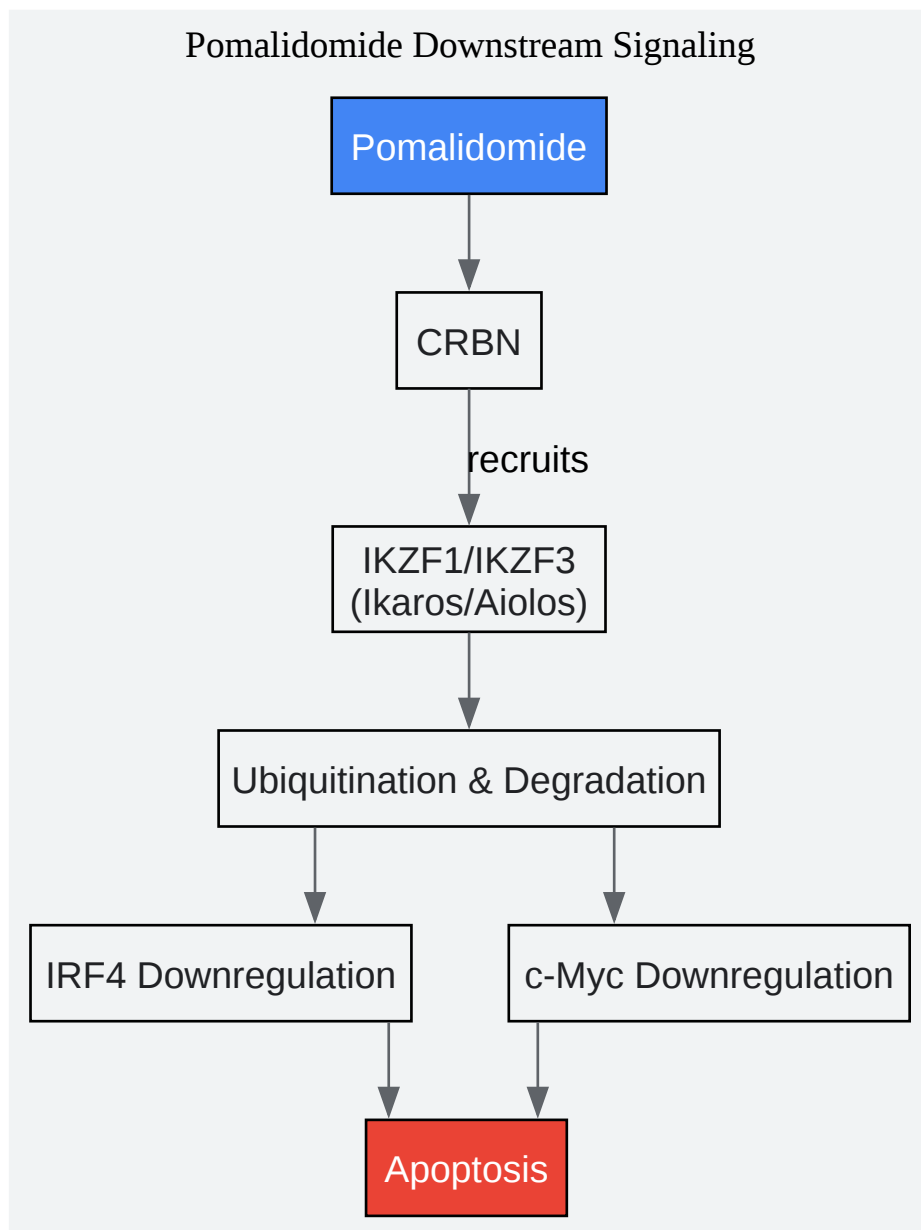 Pomalidomide Downstream Signaling
Pomalidomide
CRBN
recruits
IKZF1/IKZF3
(Ikaros/Aiolos)
Ubiquitination & Degradation
IRF4 Downregulation
c-Myc Downregulation
Apoptosis